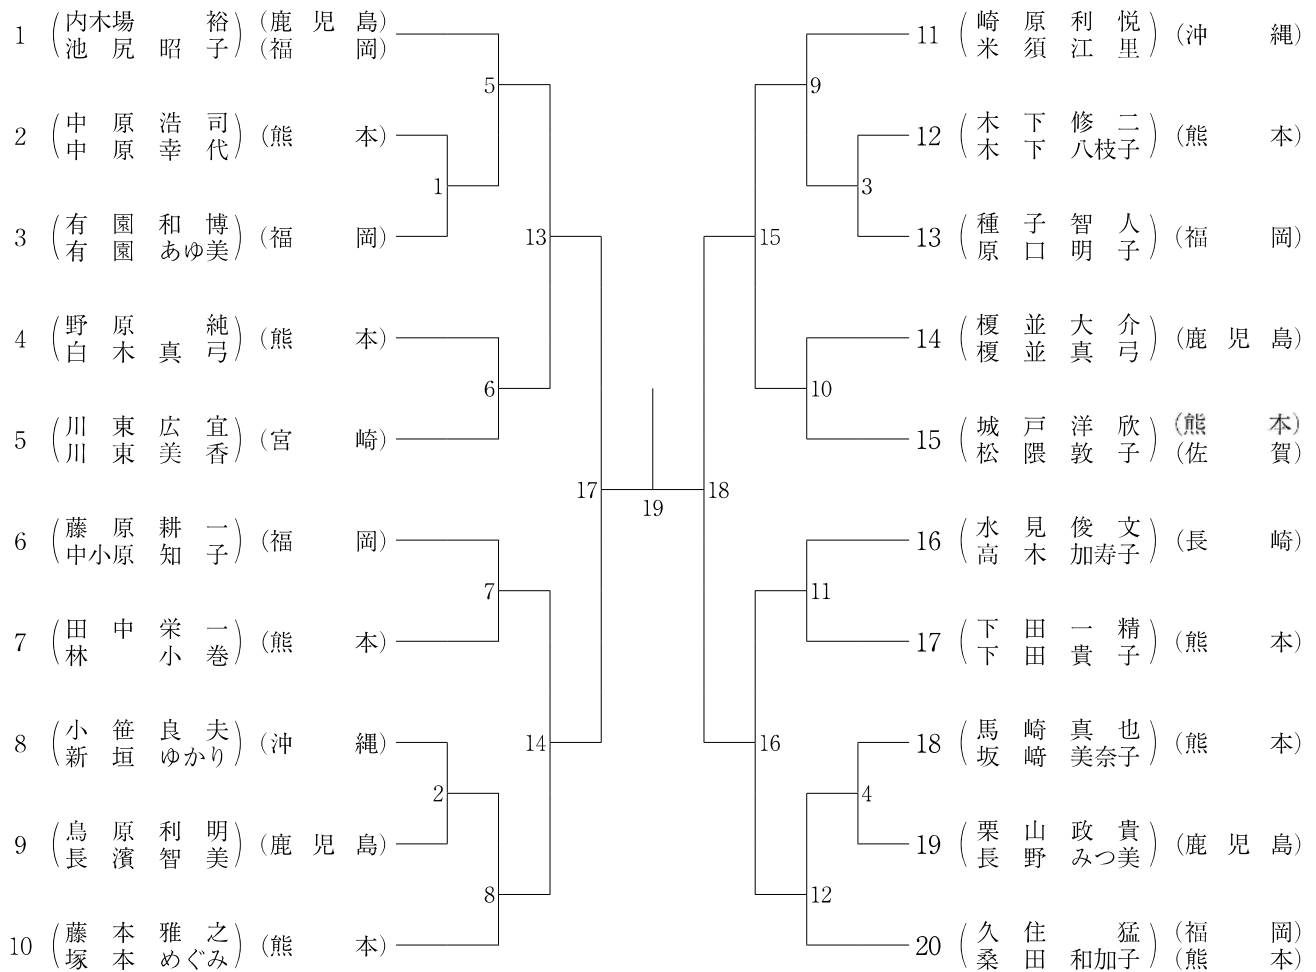 1 (内木場 裕) (鹿児島)
(池尻昭子) (福岡)
2 (中原浩司 (熊本)
中原幸代)
3 (有園和博 (福岡)
有園あゆ美)
4 (野原 純 (熊本)
白木真弓)
5 (川東広宜 (宮崎)
川東美香)
6 (藤原耕一 (福岡)
中小原知子)
7 (田中栄一 (熊本)
林 小巻)
8 (小笹良夫 (沖縄)
新垣ゆかり)
9 (鳥原利明 (鹿児島)
長濱智美)
10 (藤本雅之 (熊本)
塚本めぐみ)
5
1
13
6
17
7
14
2
8
19
9
3
15
10
18
11
16
4
12
11 (崎原利悦 (沖縄)
米須江里)
12 (木下修二 (熊本)
木下八枝子)
13 (種子智人 (福岡)
原口明子)
14 (榎並大介 (鹿児島)
榎並真弓)
15 (城戸洋欣) (熊本)
(松隈敦子) (佐賀)
16 (水見俊文 (長崎)
高木加寿子)
17 (下田一精 (熊本)
下田貴子)
18 (馬崎真也 (熊本)
坂﨑美奈子)
19 (栗山政貴 (鹿児島)
長野みつ美)
20 (久住 猛) (福岡)
(桑田和加子) (熊本)